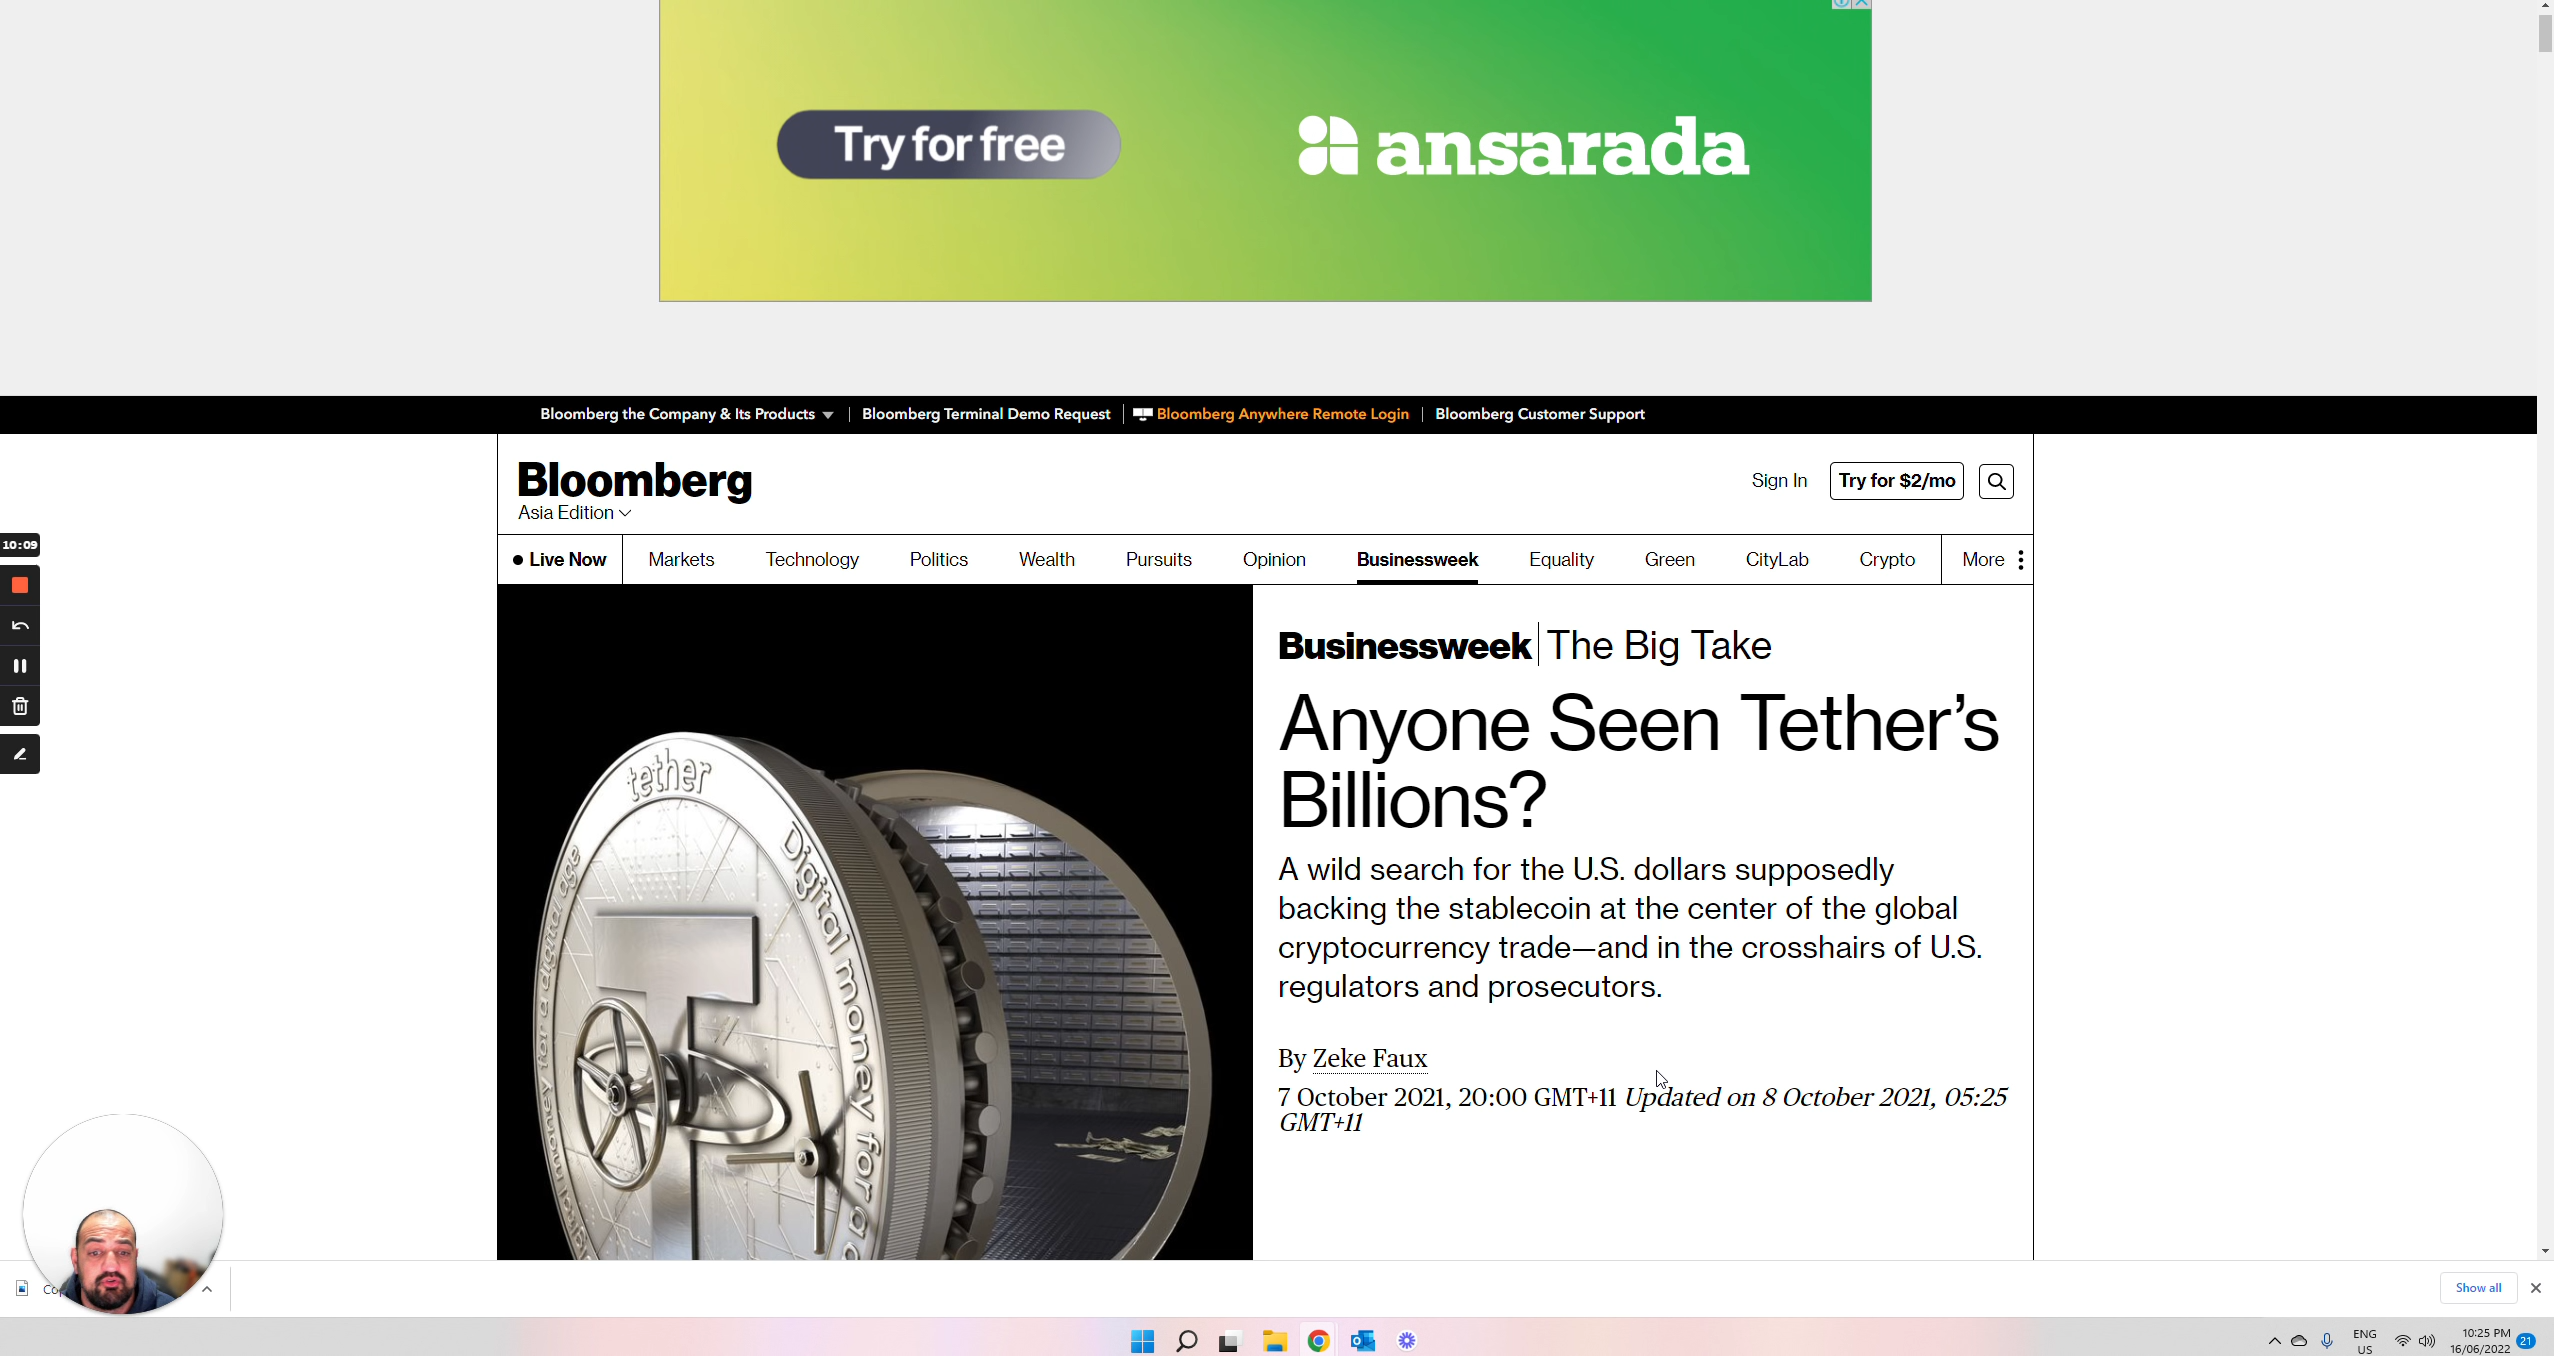 Try for free
ansarada
Bloomberg the Company & Its Products
Bloomberg Terminal Demo Request
Bloomberg Anywhere Remote Login
Bloomberg Customer Support
Bloomberg
Asia Edition
Sign In
Try for $2/mo
Live Now
Markets
Technology
Politics
Wealth
Pursuits
Opinion
Businessweek
Equality
Green
CityLab
Crypto
More
10:09
Businessweek The Big Take
Anyone Seen Tether's
Billions?
A wild search for the U.S. dollars supposedly
backing the stablecoin at the center of the global
cryptocurrency trade—and in the crosshairs of U.S.
regulators and prosecutors.
By Zeke Faux
7 October 2021, 20:00 GMT+11 Updated on 8 October 2021, 05:25
GMT+11
tether
Digital money for a
money for a digital age
Show all
ENG
US
10:25 PM
16/06/2022
21